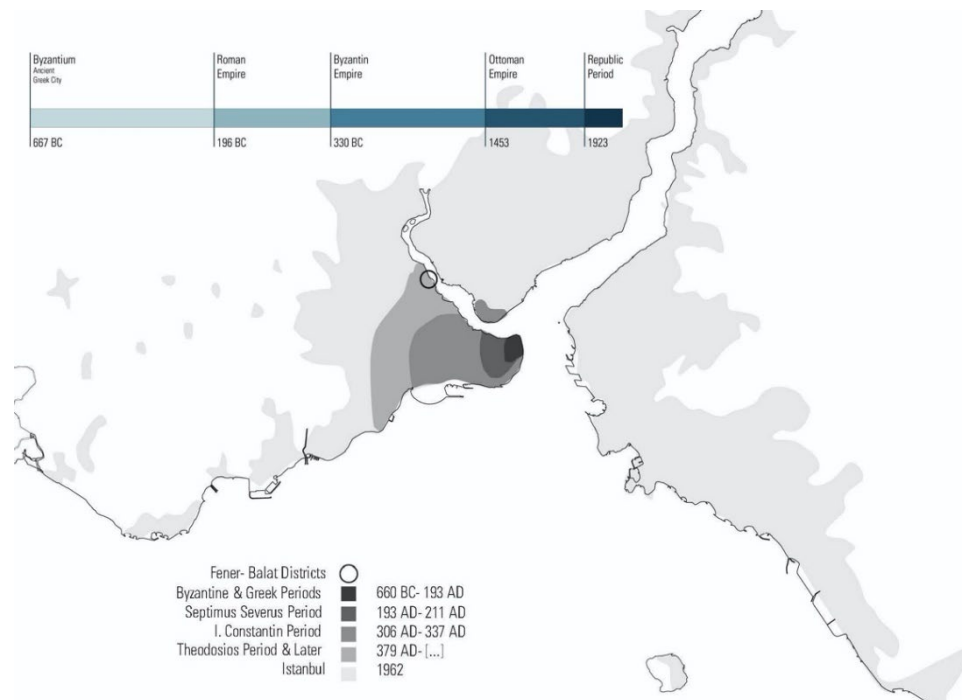 Byzantium
Ancient
Greek City
Roman
Empire
Byzantin
Empire
Ottoman
Empire
Republic
Period
667 BC
196 BC
330 BC
1453
1923
Fener- Balat Districts
Byzantine & Greek Periods 660 BC- 193 AD
Septimus Severus Period 193 AD- 211 AD
I. Constantin Period 306 AD- 337 AD
Theodosios Period & Later 379 AD- [...]
Istanbul 1962